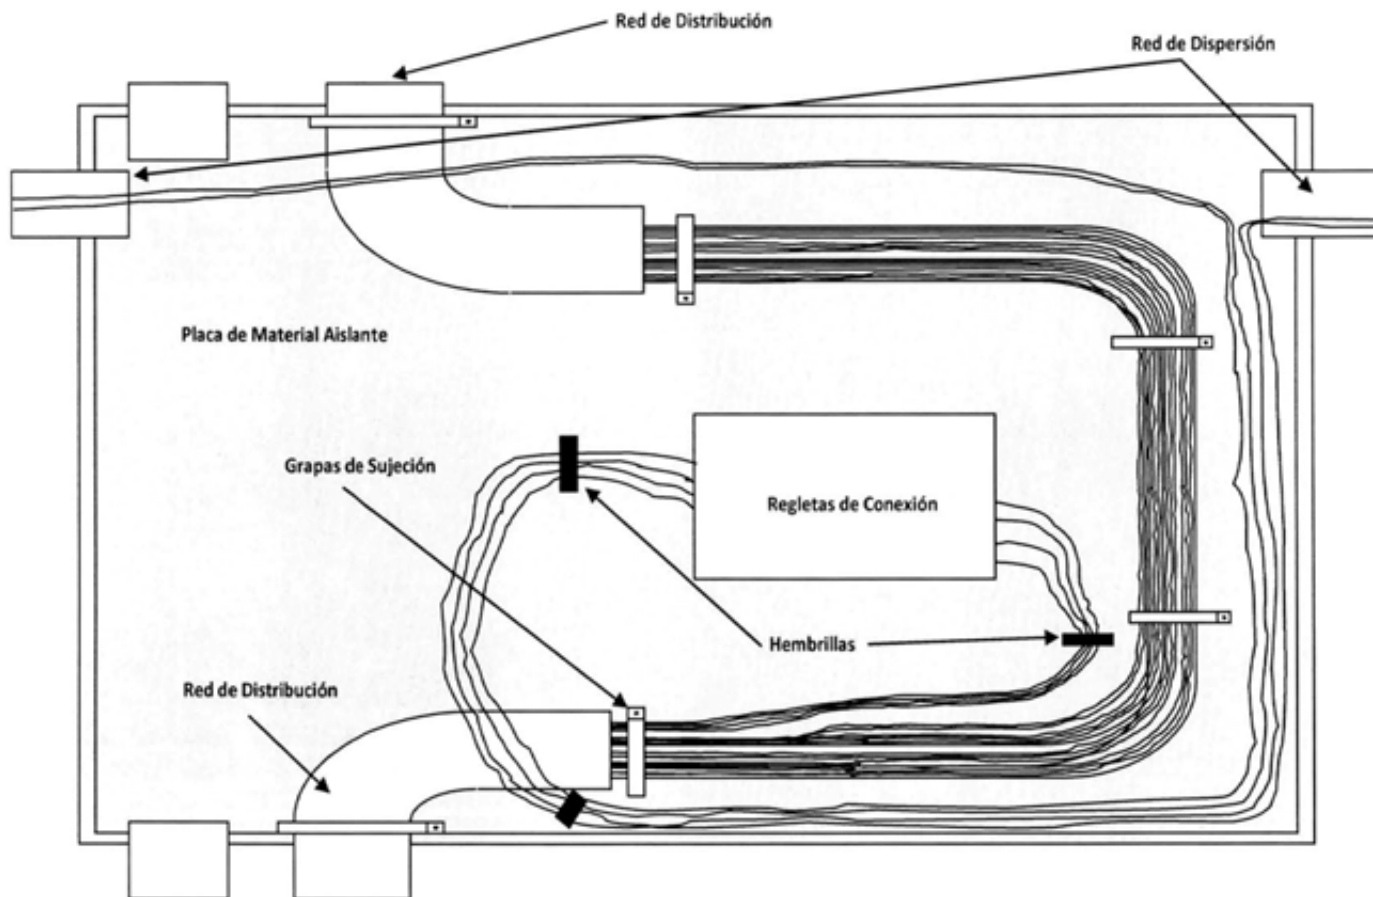 Red de Distribución
Red de Dispersión
Placa de Material Aislante
Grapas de Sujeción
Regletas de Conexión
Hembrillas
Red de Distribución